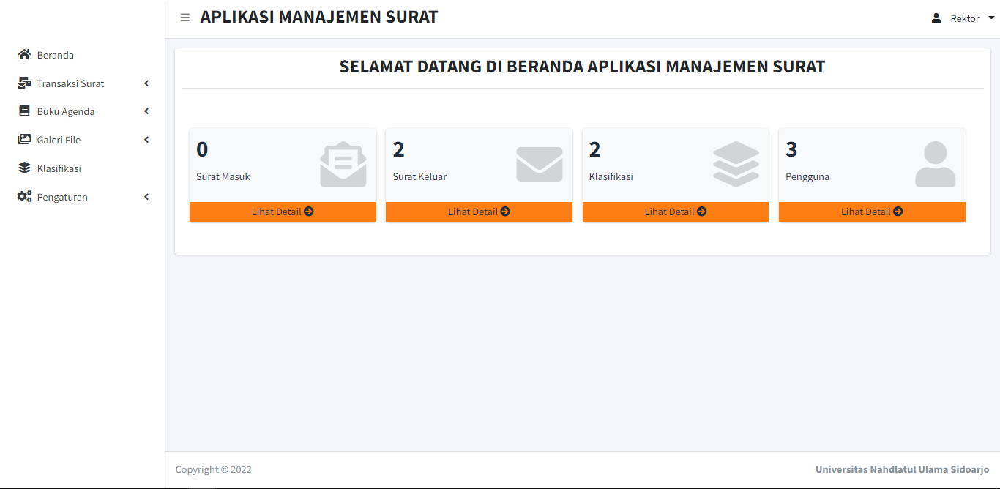 APLIKASI MANAJEMEN SURAT
Rektor
Beranda
Transaksi Surat
Buku Agenda
Galeri File
Klasifikasi
Pengaturan
SELAMAT DATANG DI BERANDA APLIKASI MANAJEMEN SURAT
0
Surat Masuk
Lihat Detail
2
Surat Keluar
Lihat Detail
2
Klasifikasi
Lihat Detail
3
Pengguna
Lihat Detail
Copyright © 2022
Universitas Nahdlatul Ulama Sidoarjo